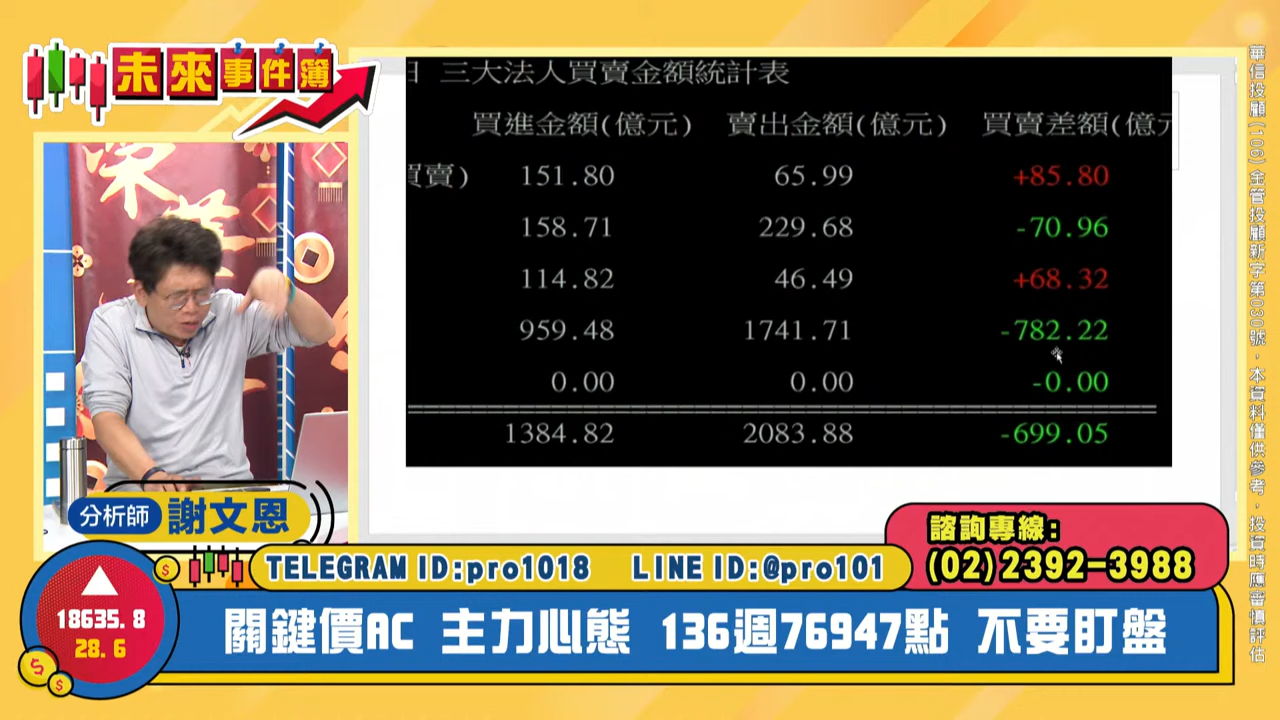 未來事件簿
三大法人買賣金額統計表
買進金額(億元) 賣出金額(億元) 買賣差額(億元
買賣) 151.80 65.99 +85.80
158.71 229.68 -70.96
114.82 46.49 +68.32
959.48 1741.71 -782.22
0.00 0.00 -0.00
1384.82 2083.88 -699.05
分析師 謝文恩
諮詢專線:
(02)2392-3988
TELEGRAM ID:pro1018 LINE ID:@pro101
18635.8
28.6
關鍵價AC 主力心態 136週76947點 不要盯盤
華信投顧(106)金管投顧新字第030號，本資料僅供參考，投資時應審慎評估